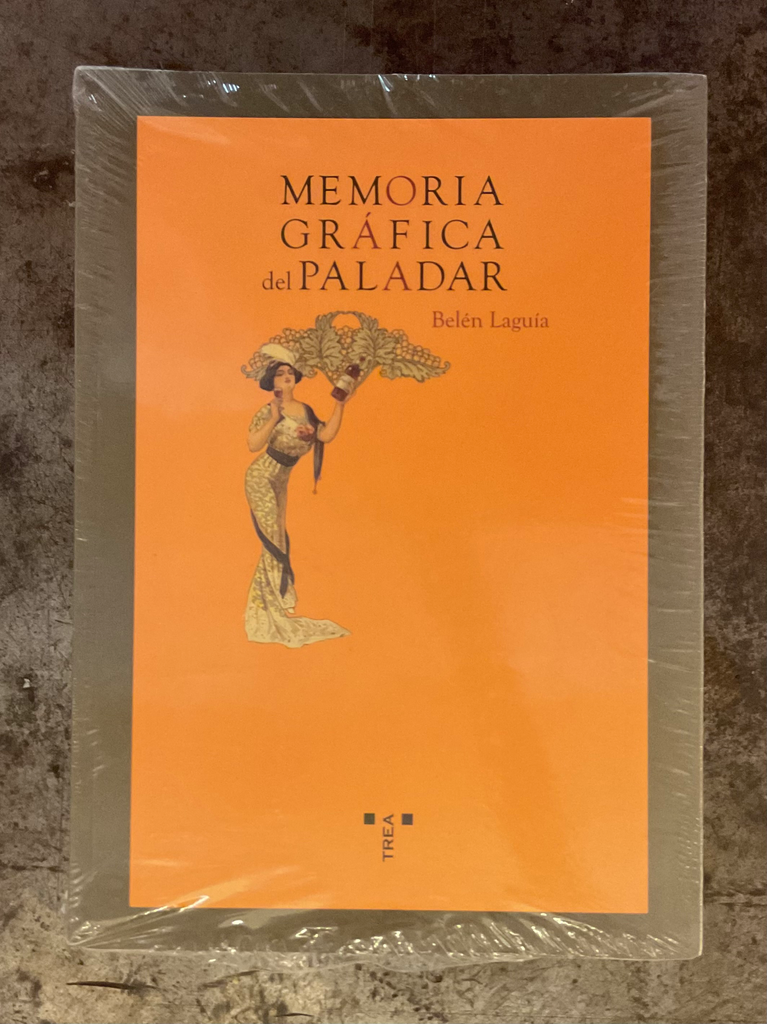 MEMORIA
GRÁFICA
del PALADAR
Belén Laguía
TREA